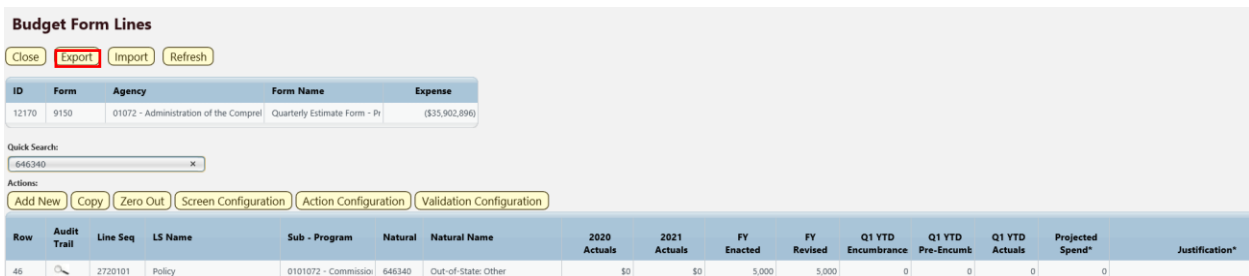 Budget Form Lines
Close Export Import Refresh
ID Form Agency Form Name Expense
12170 9150 01072 - Administration of the Comprel Quarterly Estimate Form - Pr ($35,902,896)
Quick Search:
646340 ×
Actions:
Add New Copy Zero Out Screen Configuration Action Configuration Validation Configuration
Row Audit Trail Line Seq LS Name Sub - Program Natural Natural Name 2020 Actuals 2021 Actuals FY Enacted FY Revised Q1 YTD Encumbrance Q1 YTD Pre-Encumb Q1 YTD Actuals Projected Spend* Justification*
46 2720101 Policy 0101072 - Commissio 646340 Out-of-State: Other $0 $0 5,000 5,000 0 0 0 0